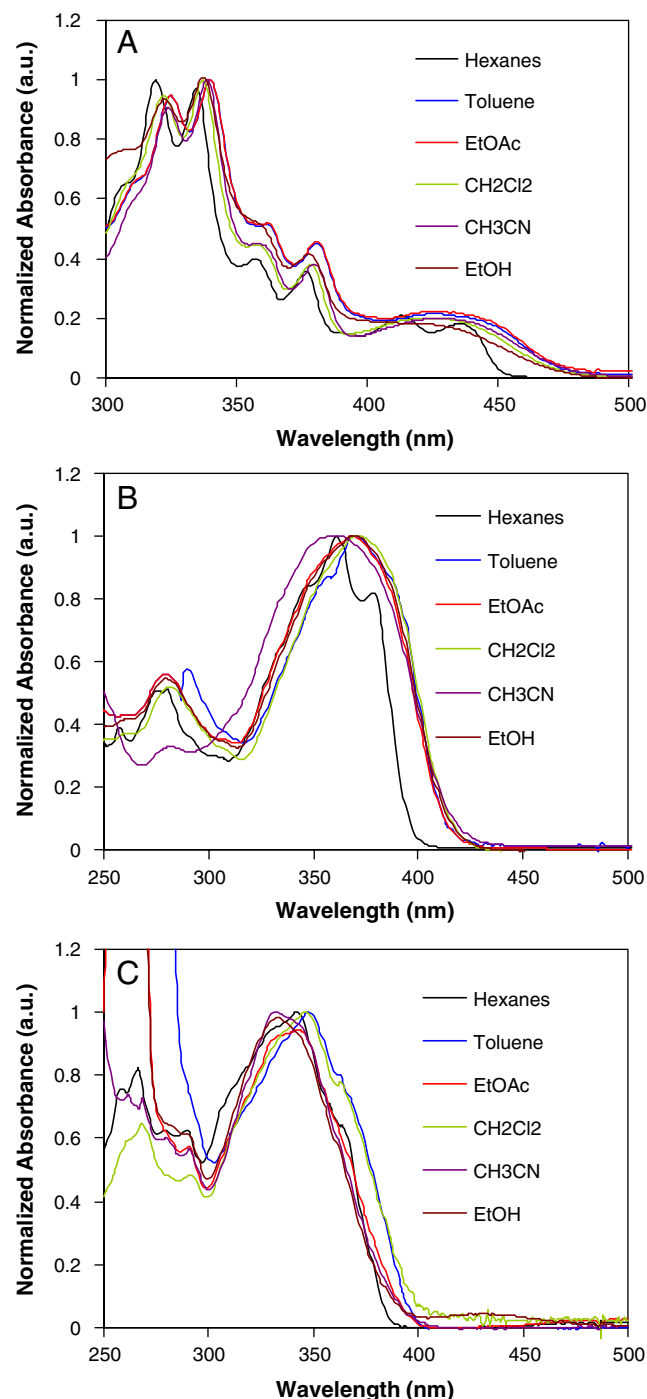 A
Normalized Absorbance (a.u.)
1.2
1
0.8
0.6
0.4
0.2
0
Hexanes
Toluene
EtOAc
CH2Cl2
CH3CN
EtOH
300
350
400
450
500
Wavelength (nm)
B
Normalized Absorbance (a.u.)
1.2
1
0.8
0.6
0.4
0.2
0
Hexanes
Toluene
EtOAc
CH2Cl2
CH3CN
EtOH
250
300
350
400
450
500
Wavelength (nm)
C
Normalized Absorbance (a.u.)
1.2
1
0.8
0.6
0.4
0.2
0
Hexanes
Toluene
EtOAc
CH2Cl2
CH3CN
EtOH
250
300
350
400
450
500
Wavelength (nm)